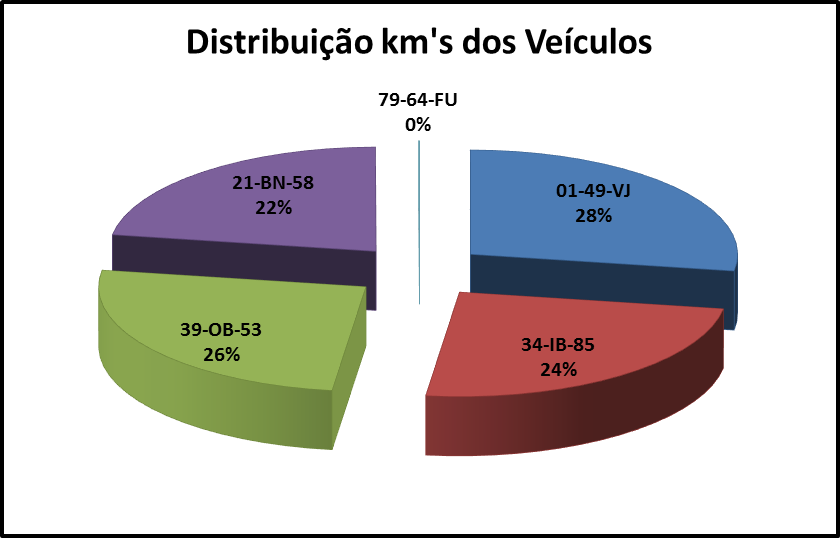 Distribuição km's dos Veículos
79-64-FU
0%
21-BN-58
22%
01-49-VJ
28%
39-OB-53
26%
34-IB-85
24%